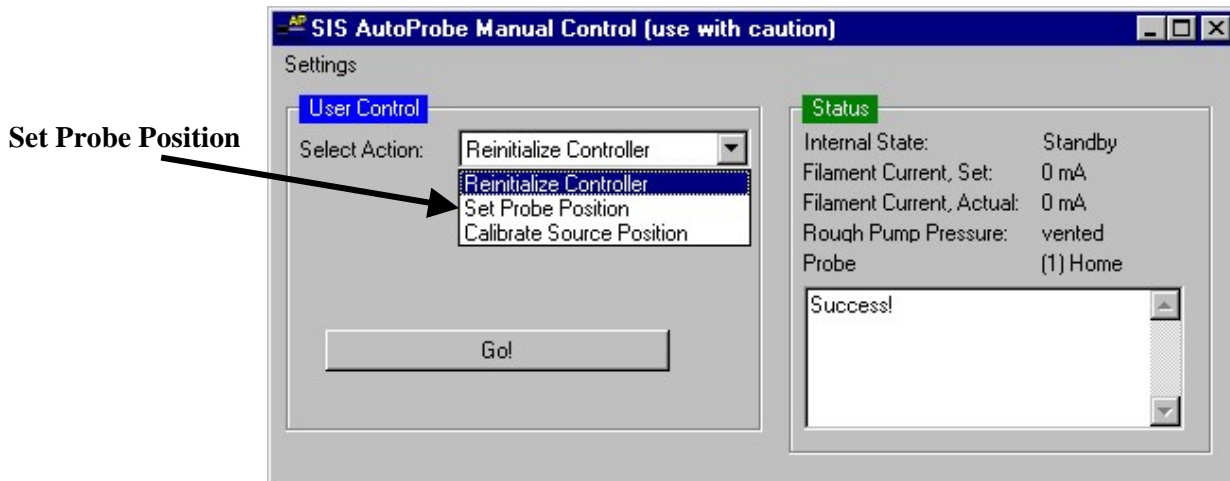 AP SIS AutoProbe Manual Control (use with caution)
Settings
Set Probe Position
User Control
Select Action: Reinitialize Controller
Reinitialize Controller
Set Probe Position
Calibrate Source Position
Go!
Status
Internal State: Standby
Filament Current, Set: 0 mA
Filament Current, Actual: 0 mA
Rough Pump Pressure: vented
Probe (1) Home
Success!